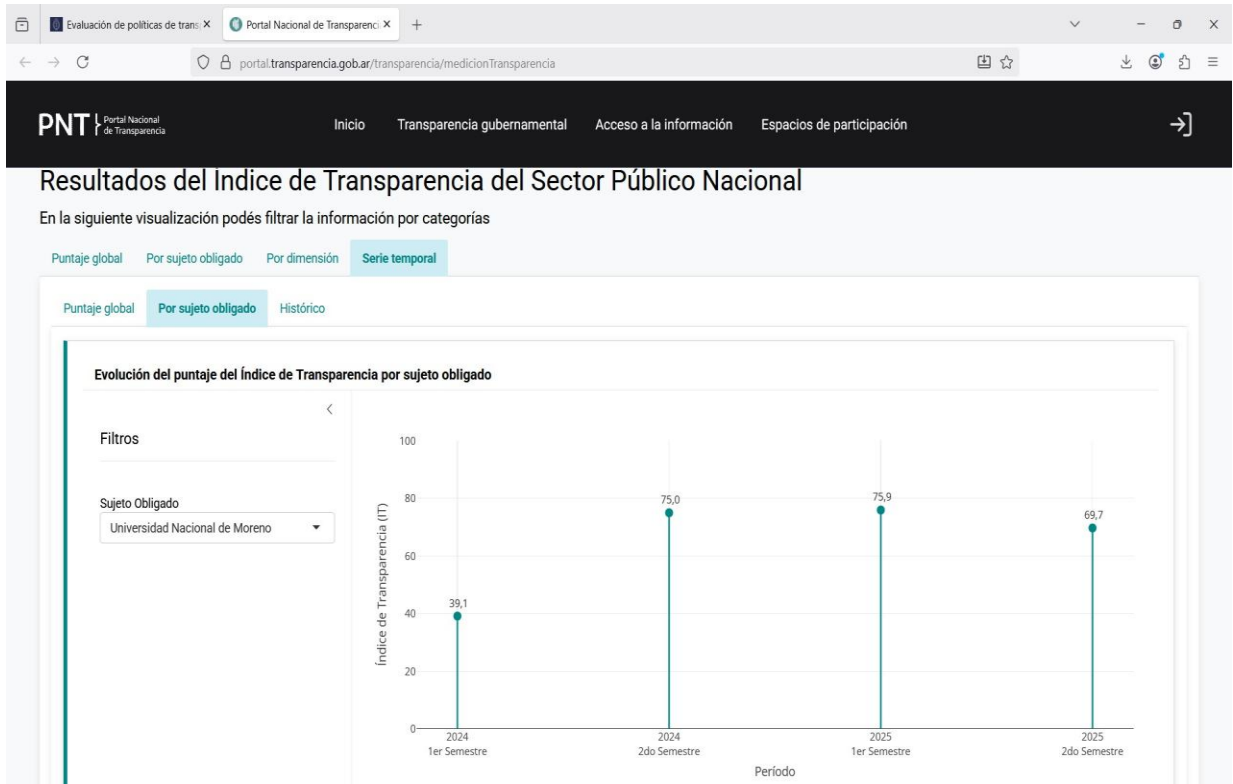 Evaluación de políticas de trans
Portal Nacional de Transparenci
portal.transparencia.gob.ar/transparencia/medicionTransparencia
PNT Portal Nacional de Transparencia
Inicio
Transparencia gubernamental
Acceso a la información
Espacios de participación
Resultados del Índice de Transparencia del Sector Público Nacional
En la siguiente visualización podés filtrar la información por categorías
Puntaje global
Por sujeto obligado
Por dimensión
Serie temporal
Puntaje global
Por sujeto obligado
Histórico
Evolución del puntaje del Índice de Transparencia por sujeto obligado
Filtros
Sujeto Obligado
Universidad Nacional de Moreno
Índice de Transparencia (IT)
100
80
60
40
20
0
39,1
75,0
75,9
69,7
2024
1er Semestre
2024
2do Semestre
2025
1er Semestre
2025
2do Semestre
Período